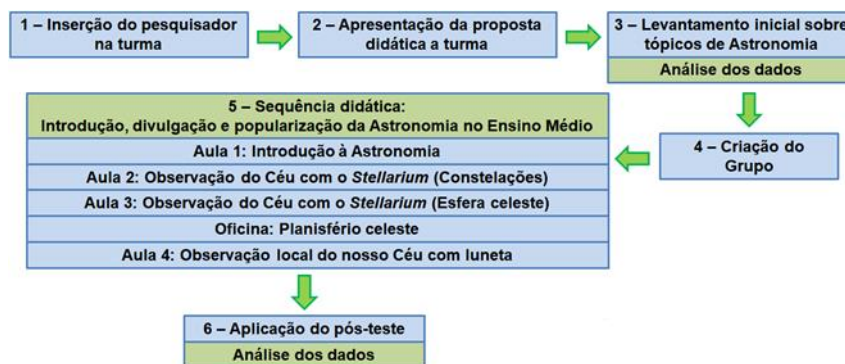 1 – Inserção do pesquisador
na turma
2 – Apresentação da proposta
didática a turma
3 – Levantamento inicial sobre
tópicos de Astronomia
Análise dos dados
4 – Criação do
Grupo
5 – Sequência didática:
Introdução, divulgação e popularização da Astronomia no Ensino Médio
Aula 1: Introdução à Astronomia
Aula 2: Observação do Céu com o Stellarium (Constelações)
Aula 3: Observação do Céu com o Stellarium (Esfera celeste)
Oficina: Planisfério celeste
Aula 4: Observação local do nosso Céu com luneta
6 – Aplicação do pós-teste
Análise dos dados